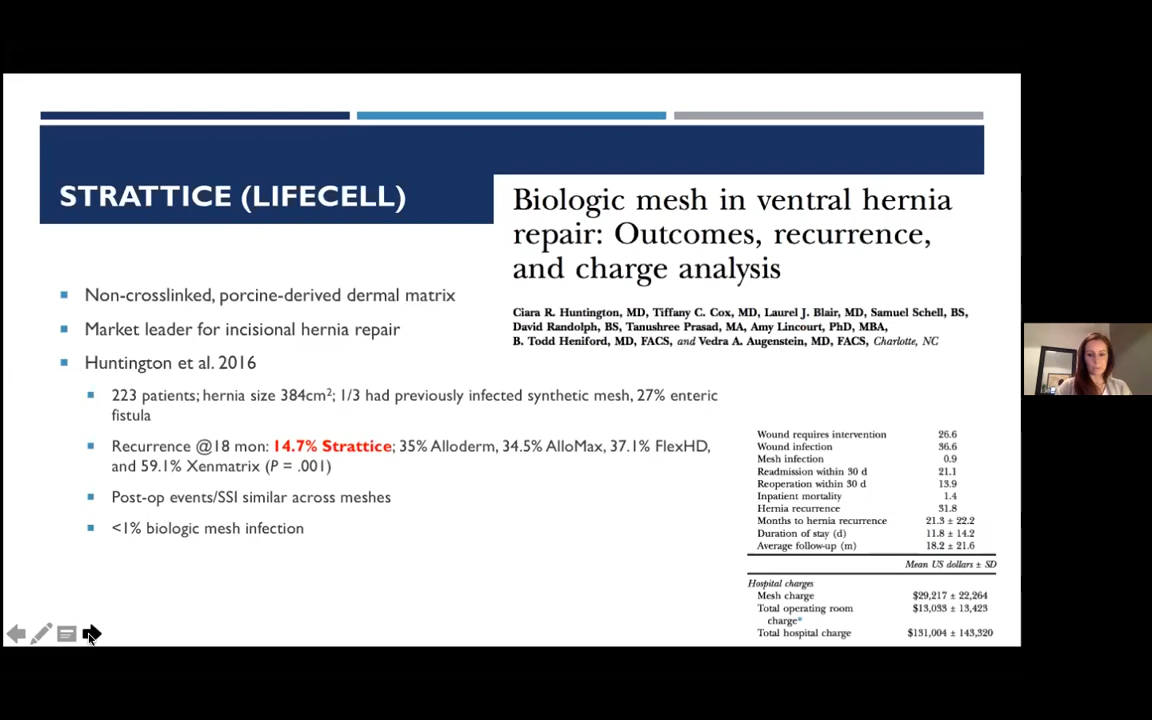 STRATTICE (LIFECELL)
Biologic mesh in ventral hernia
repair: Outcomes, recurrence,
and charge analysis
Ciara R. Huntington, MD, Tiffany C. Cox, MD, Laurel J. Blair, MD, Samuel Schell, BS,
David Randolph, BS, Tanushree Prasad, MA, Amy Lincourt, PhD, MBA,
B. Todd Heniford, MD, FACS, and Vedra A. Augenstein, MD, FACS, Charlotte, NC
Non-crosslinked, porcine-derived dermal matrix
Market leader for incisional hernia repair
Huntington et al. 2016
223 patients; hernia size 384cm²; 1/3 had previously infected synthetic mesh, 27% enteric
fistula
Recurrence @18 mon: 14.7% Strattice; 35% Alloderm, 34.5% AlloMax, 37.1% FlexHD,
and 59.1% Xenmatrix (P = .001)
Post-op events/SSI similar across meshes
<1% biologic mesh infection
Wound requires intervention 26.6
Wound infection 36.6
Mesh infection 0.9
Readmission within 30 d 21.1
Reoperation within 30 d 13.9
Inpatient mortality 1.4
Hernia recurrence 31.8
Months to hernia recurrence 21.3 ± 22.2
Duration of stay (d) 11.8 ± 14.2
Average follow-up (m) 18.2 ± 21.6
Mean US dollars ± SD
Hospital charges
Mesh charge $29,217 ± 22,264
Total operating room $13,033 ± 13,423
charge*
Total hospital charge $131,004 ± 143,320